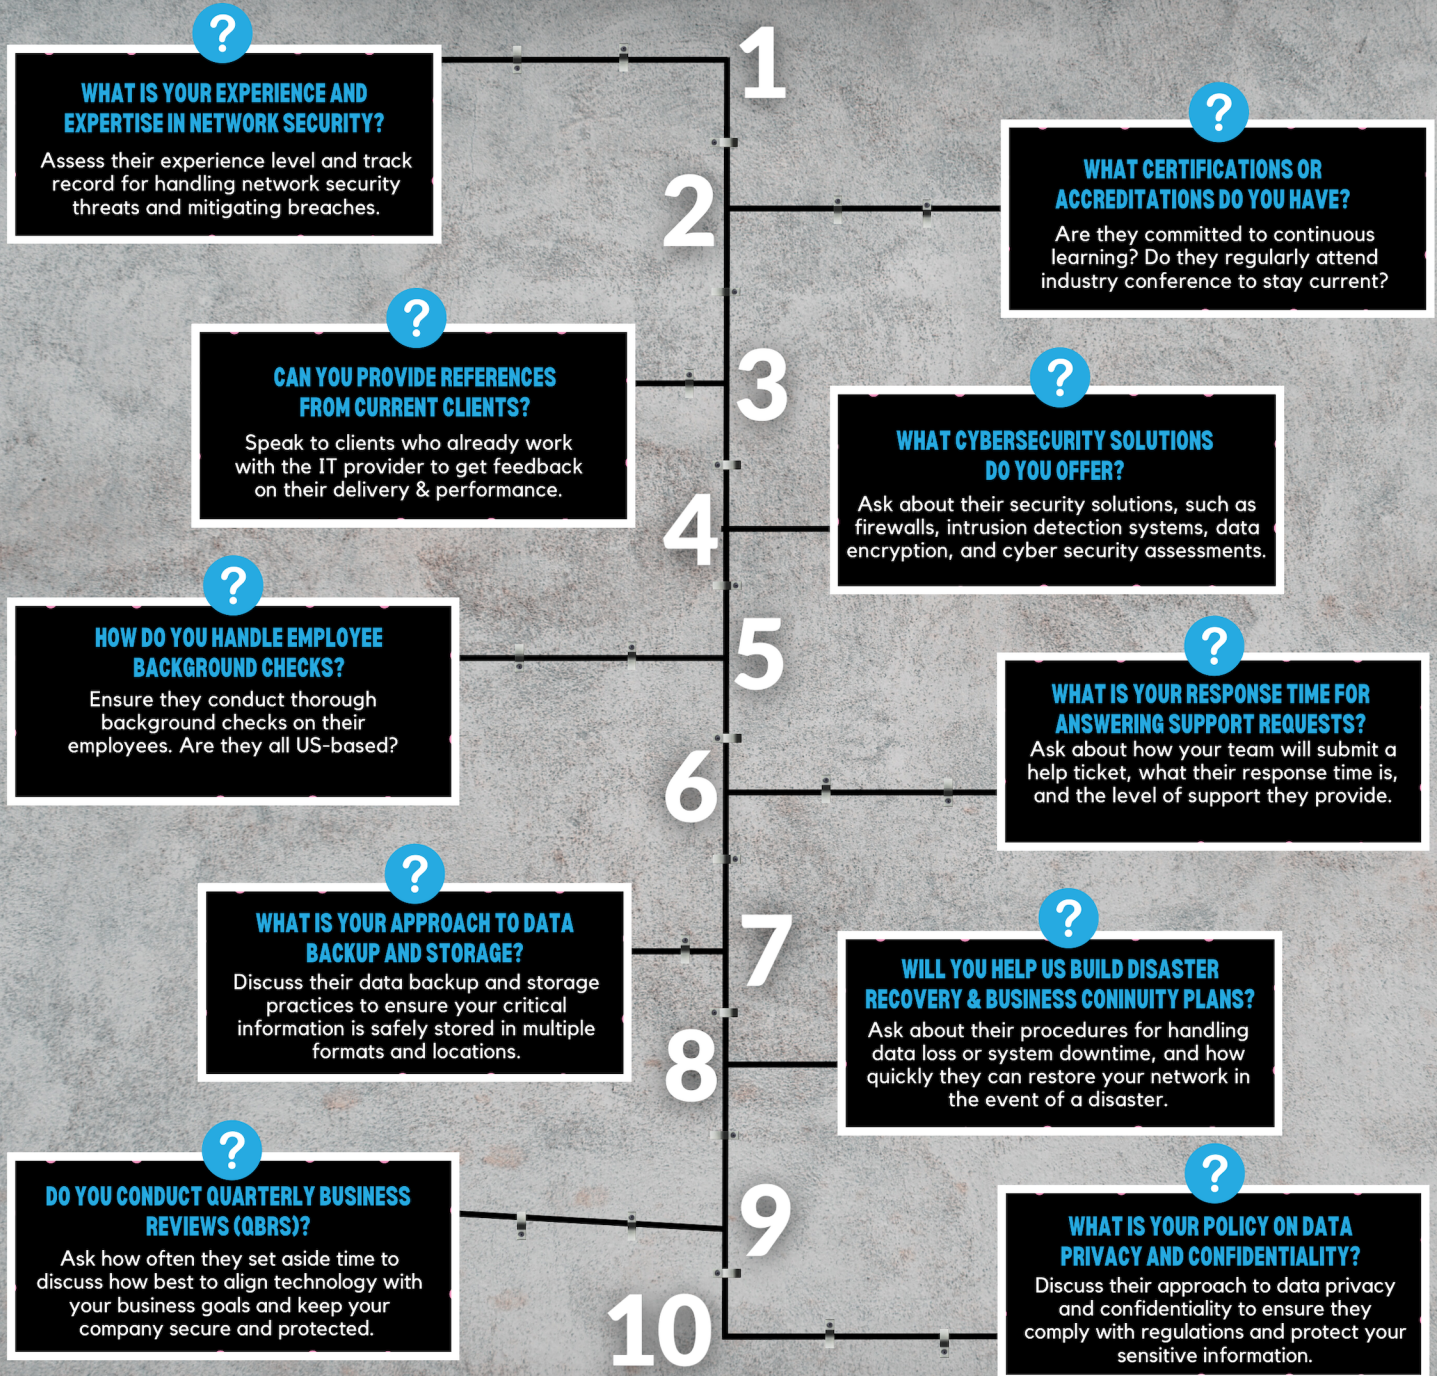 1
WHAT IS YOUR EXPERIENCE AND
EXPERTISE IN NETWORK SECURITY?
Assess their experience level and track
record for handling network security
threats and mitigating breaches.
2
WHAT CERTIFICATIONS OR
ACCREDITATIONS DO YOU HAVE?
Are they committed to continuous
learning? Do they regularly attend
industry conference to stay current?
3
CAN YOU PROVIDE REFERENCES
FROM CURRENT CLIENTS?
Speak to clients who already work
with the IT provider to get feedback
on their delivery & performance.
4
WHAT CYBERSECURITY SOLUTIONS
DO YOU OFFER?
Ask about their security solutions, such as
firewalls, intrusion detection systems, data
encryption, and cyber security assessments.
5
HOW DO YOU HANDLE EMPLOYEE
BACKGROUND CHECKS?
Ensure they conduct thorough
background checks on their
employees. Are they all US-based?
6
WHAT IS YOUR RESPONSE TIME FOR
ANSWERING SUPPORT REQUESTS?
Ask about how your team will submit a
help ticket, what their response time is,
and the level of support they provide.
7
WHAT IS YOUR APPROACH TO DATA
BACKUP AND STORAGE?
Discuss their data backup and storage
practices to ensure your critical
information is safely stored in multiple
formats and locations.
8
WILL YOU HELP US BUILD DISASTER
RECOVERY & BUSINESS CONINUITY PLANS?
Ask about their procedures for handling
data loss or system downtime, and how
quickly they can restore your network in
the event of a disaster.
9
DO YOU CONDUCT QUARTERLY BUSINESS
REVIEWS (QBRS)?
Ask how often they set aside time to
discuss how best to align technology with
your business goals and keep your
company secure and protected.
10
WHAT IS YOUR POLICY ON DATA
PRIVACY AND CONFIDENTIALITY?
Discuss their approach to data privacy
and confidentiality to ensure they
comply with regulations and protect your
sensitive information.
?
?
?
?
?
?
?
?
?
?